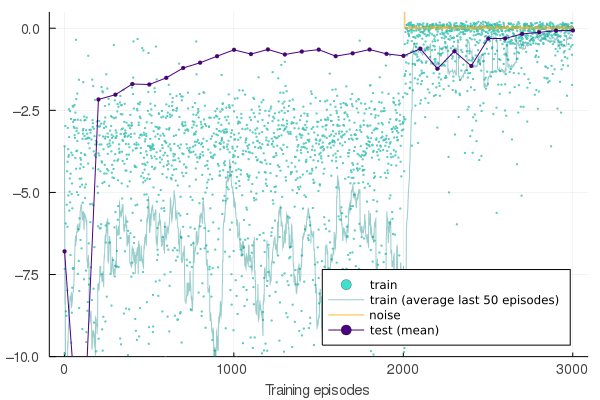 0.0
−2.5
−5.0
−7.5
−10.0
0
1000
2000
3000
Training episodes
train
train (average last 50 episodes)
noise
test (mean)